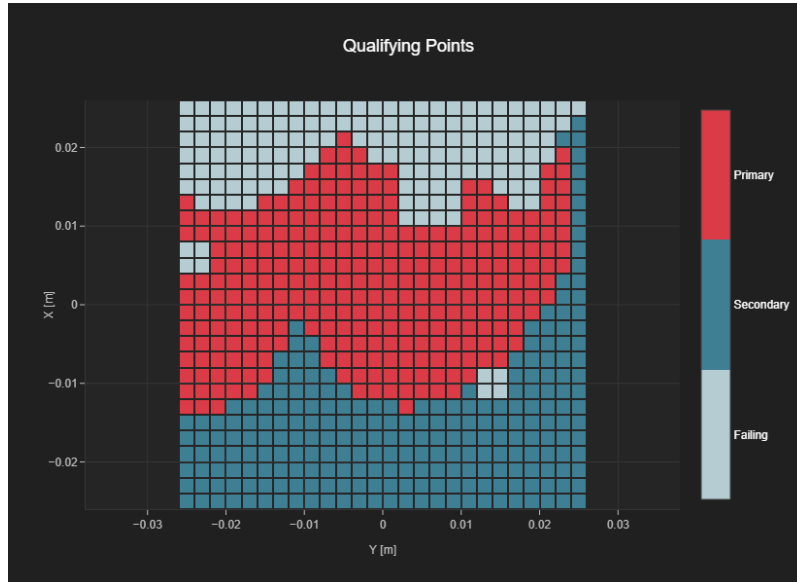 Qualifying Points
0.02
0.01
0
−0.01
−0.02
X [m]
−0.03
−0.02
−0.01
0
0.01
0.02
0.03
Y [m]
Primary
Secondary
Failing